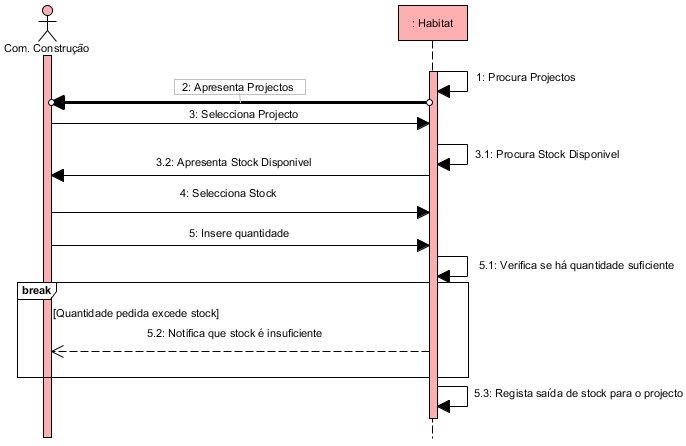 : Habitat
Com. Construção
1: Procura Projectos
2: Apresenta Projectos
3: Selecciona Projecto
3.1: Procura Stock Disponivel
3.2: Apresenta Stock Disponivel
4: Selecciona Stock
5: Insere quantidade
5.1: Verifica se há quantidade suficiente
break
[Quantidade pedida excede stock]
5.2: Notifica que stock é insuficiente
5.3: Regista saída de stock para o projecto